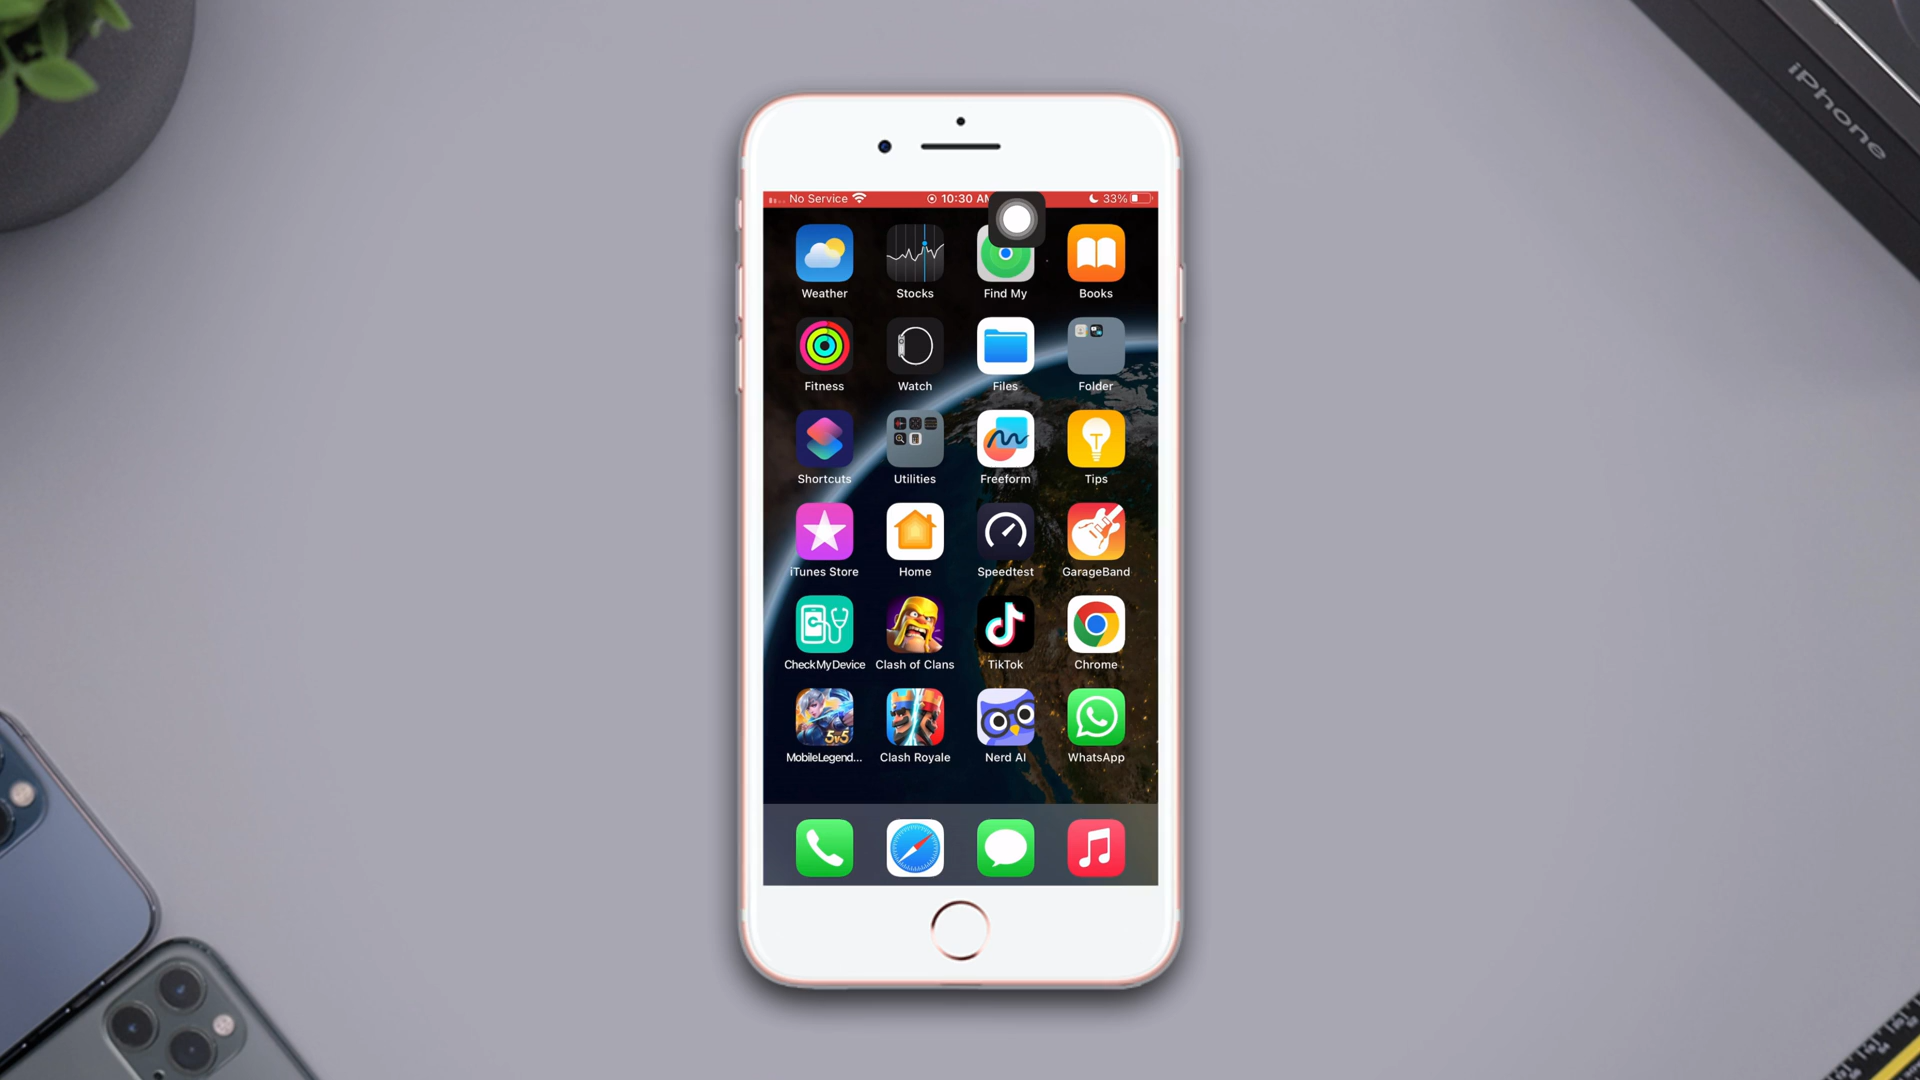 iPhone
No Service 10:30 AM 33%
Weather Stocks Find My Books
Fitness Watch Files Folder
Shortcuts Utilities Freeform Tips
iTunes Store Home Speedtest GarageBand
CheckMyDevice Clash of Clans TikTok Chrome
5v5
MobileLegend... Clash Royale Nerd AI WhatsApp